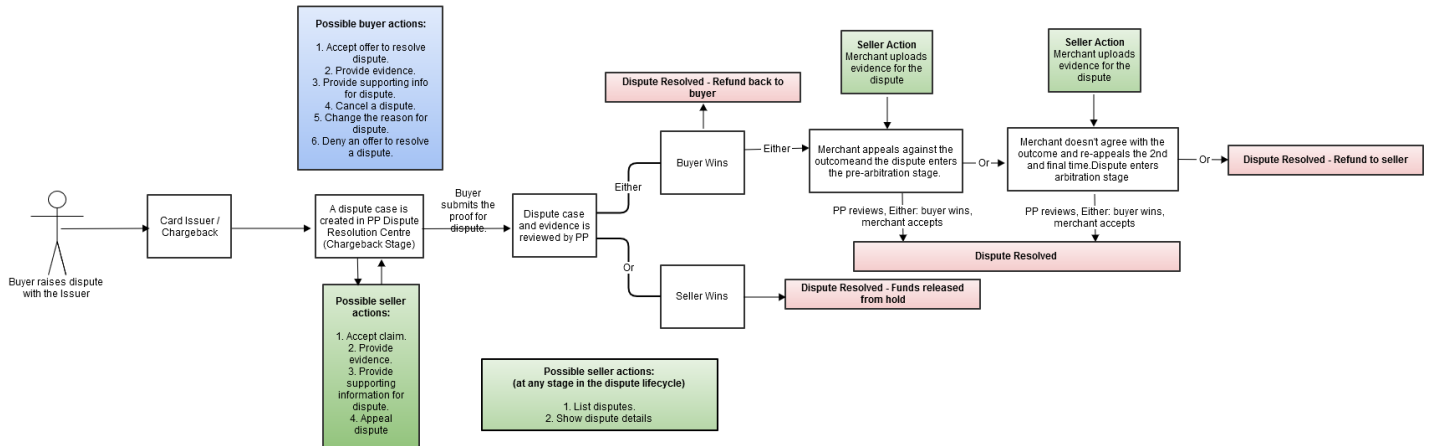 Possible buyer actions:
1. Accept offer to resolve
dispute.
2. Provide evidence.
3. Provide supporting info
for dispute.
4. Cancel a dispute.
5. Change the reason for
dispute.
6. Deny an offer to resolve
a dispute.
Buyer raises dispute
with the Issuer
Card Issuer /
Chargeback
A dispute case is
created in PP Dispute
Resolution Centre
(Chargeback Stage)
Possible seller
actions:
1. Accept claim.
2. Provide
evidence.
3. Provide
supporting
information for
dispute.
4. Appeal
dispute
Buyer
submits the
proof for
dispute.
Dispute case
and evidence is
reviewed by PP
Either
Or
Buyer Wins
Dispute Resolved - Refund back to
buyer
Seller Wins
Dispute Resolved - Funds released
from hold
Either
Seller Action
Merchant uploads
evidence for the
dispute
Merchant appeals against the
outcomeand the dispute enters
the pre-arbitration stage.
Or
Seller Action
Merchant uploads
evidence for the
dispute
Merchant doesn't agree with the
outcome and re-appeals the 2nd
and final time.Dispute enters
arbitration stage
Or
Dispute Resolved - Refund to seller
PP reviews, Either: buyer wins,
merchant accepts
PP reviews, Either: buyer wins,
merchant accepts
Dispute Resolved
Possible seller actions:
(at any stage in the dispute lifecycle)
1. List disputes.
2. Show dispute details